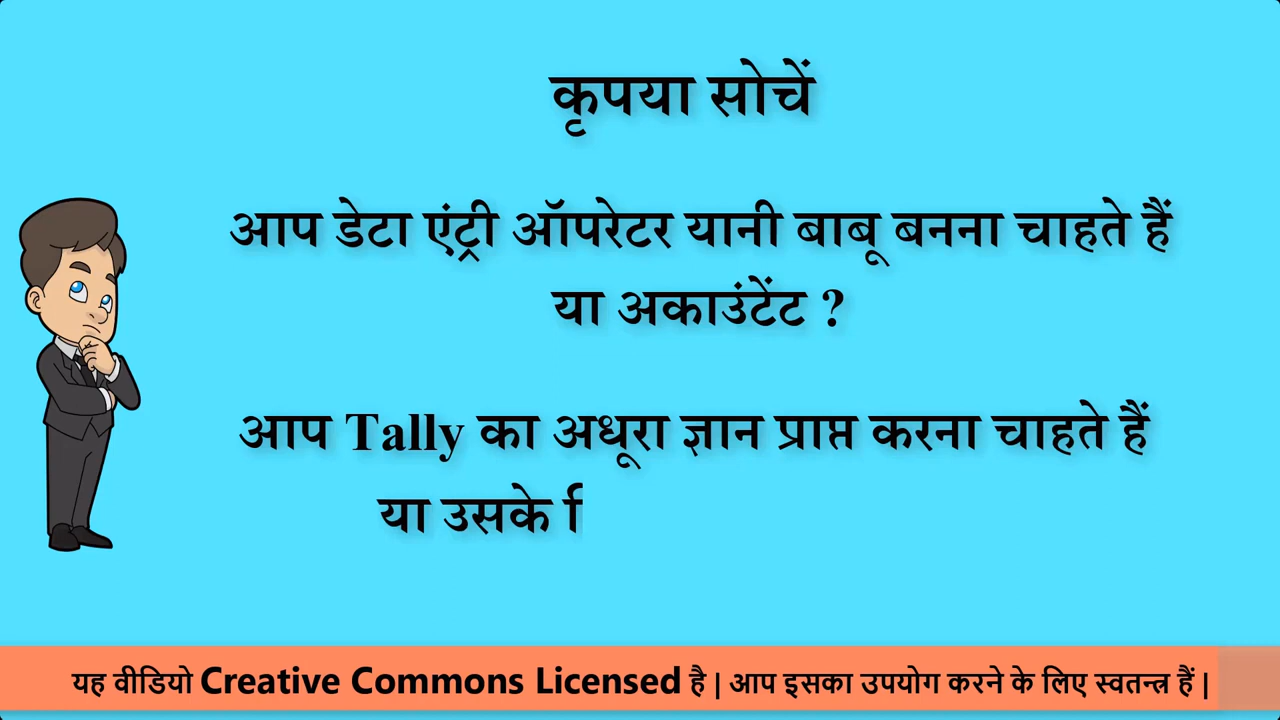 कृपया सोचें
आप डेटा एंट्री ऑपरेटर यानी बाबू बनना चाहते हैं
या अकाउंटेंट ?
आप Tally का अधूरा ज्ञान प्राप्त करना चाहते हैं
या उसके
यह वीडियो Creative Commons Licensed है | आप इसका उपयोग करने के लिए स्वतन्त्र हैं |